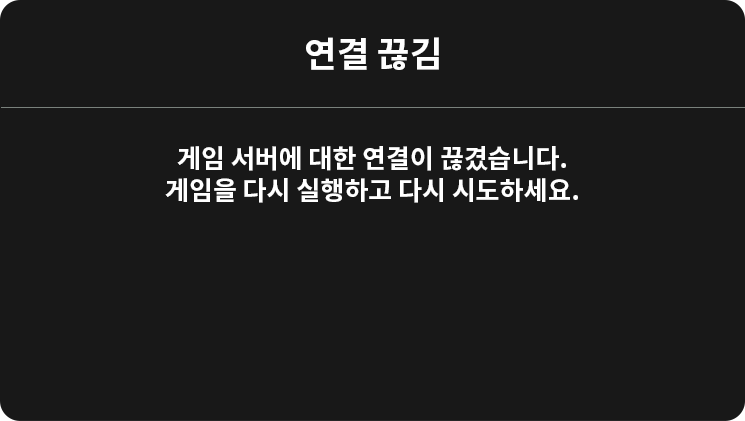 연결 끊김
게임 서버에 대한 연결이 끊겼습니다.
게임을 다시 실행하고 다시 시도하세요.